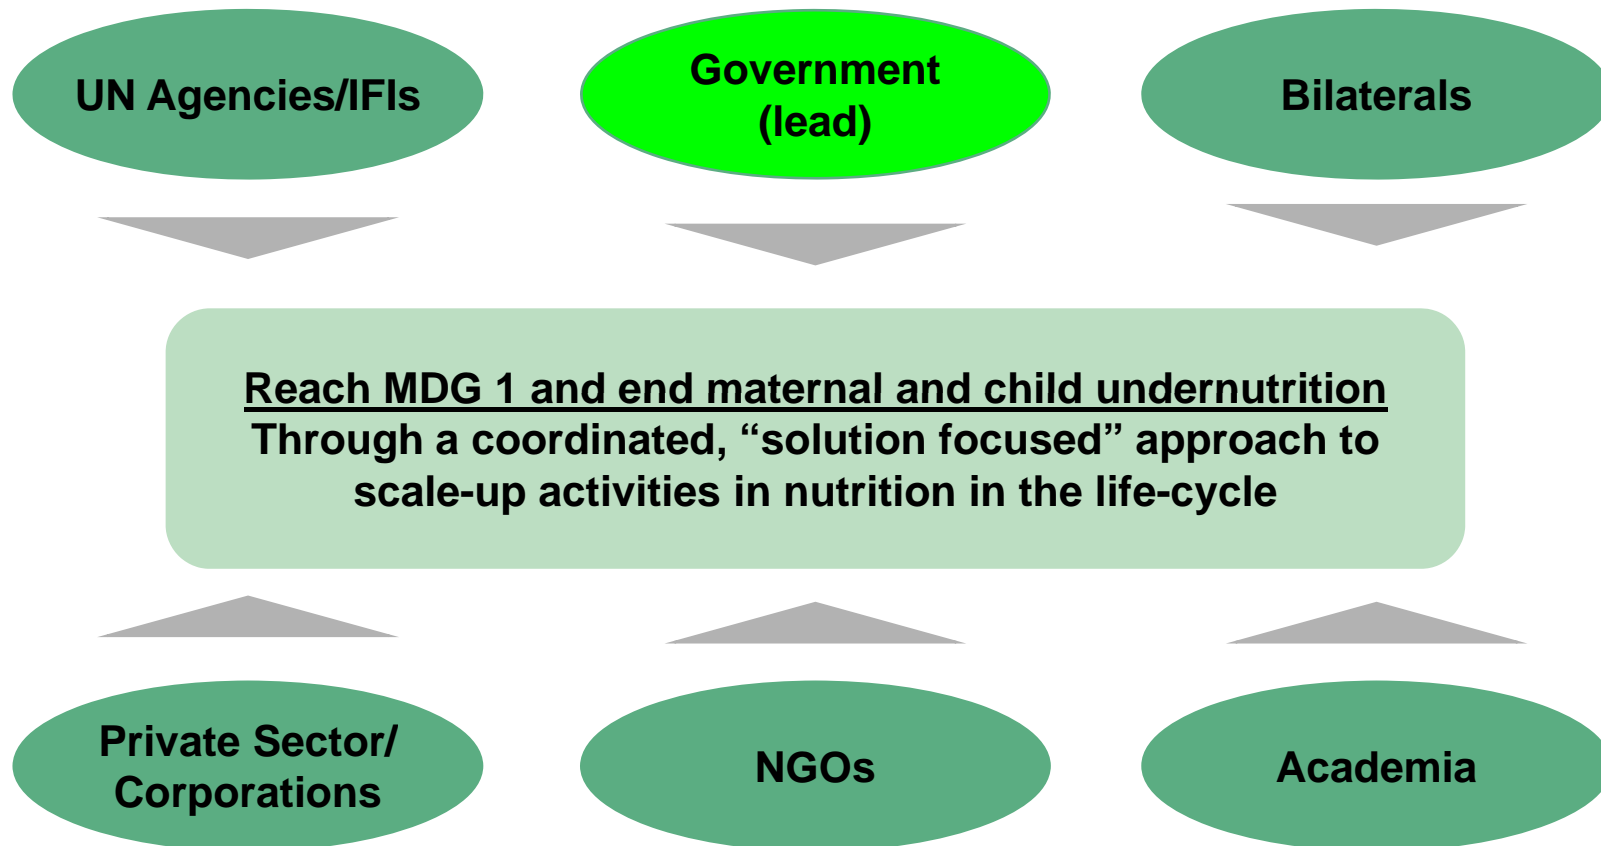 UN Agencies/IFIs
Government
(lead)
Bilaterals
Reach MDG 1 and end maternal and child undernutrition
Through a coordinated, “solution focused” approach to
scale-up activities in nutrition in the life-cycle
Private Sector/
Corporations
NGOs
Academia